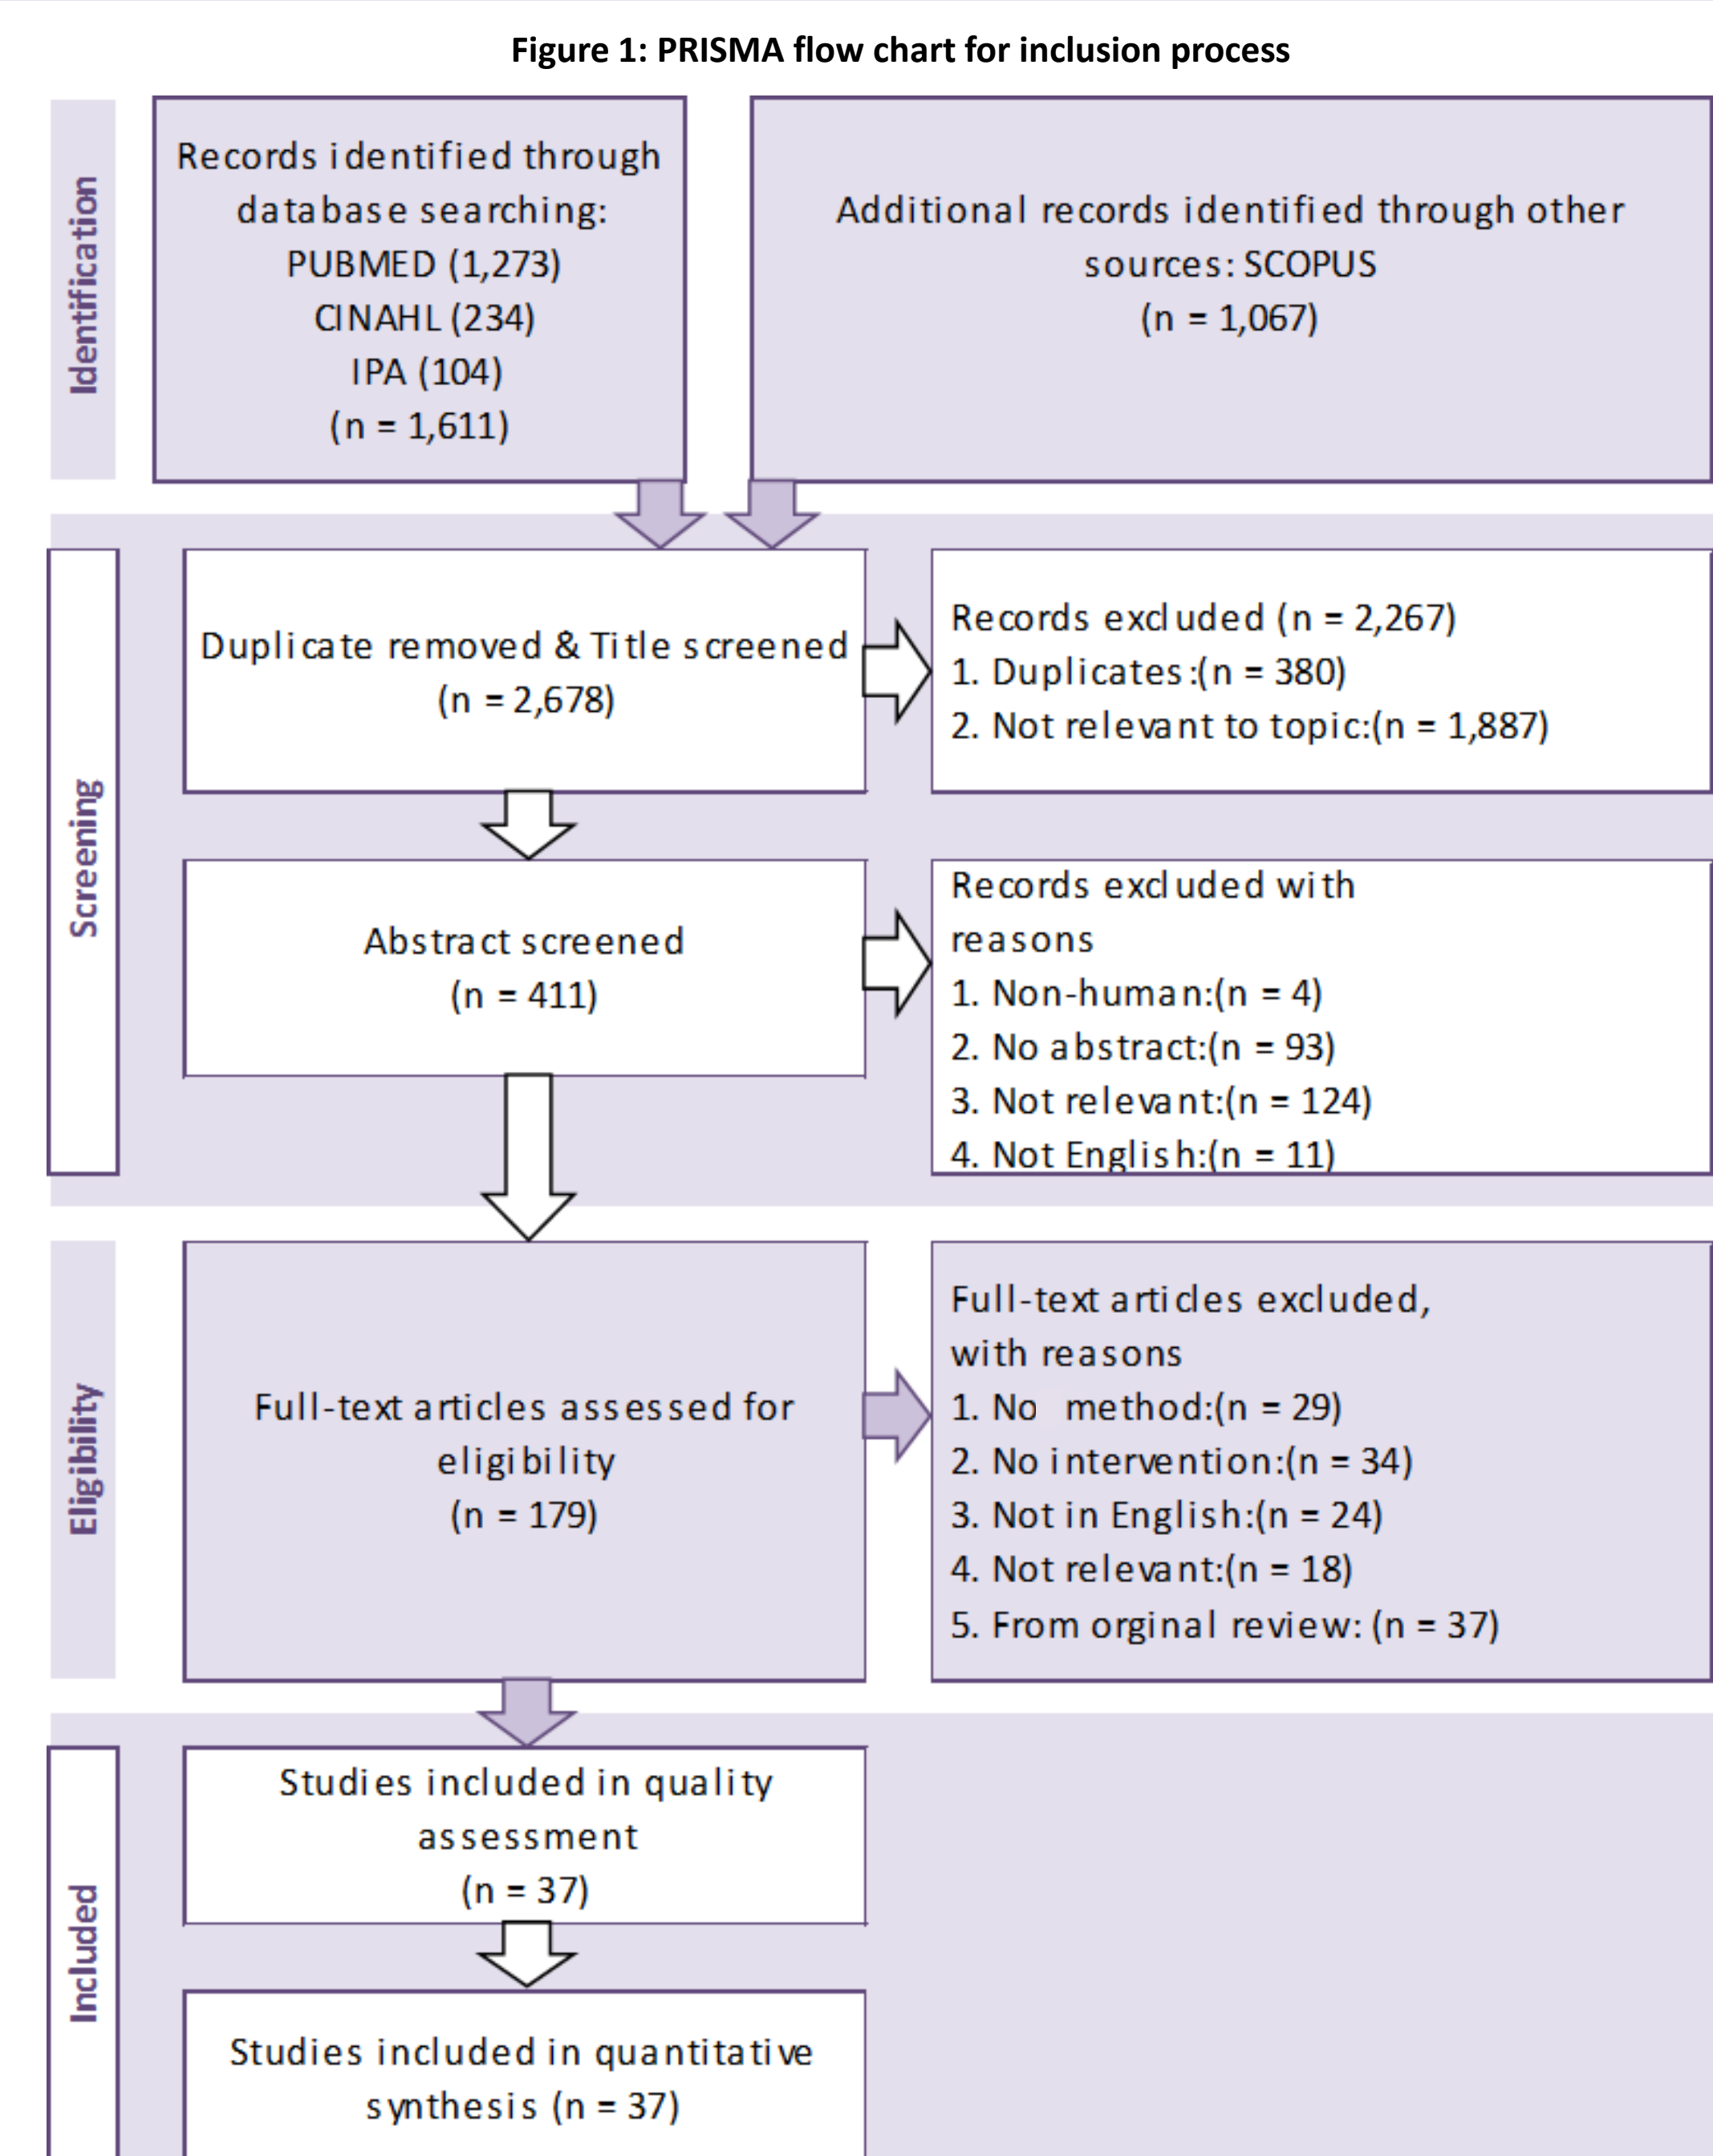 Figure 1: PRISMA flow chart for inclusion process
Identification
Records identified through
database searching:
PUBMED (1,273)
CINAHL (234)
IPA (104)
(n = 1,611)
Additional records identified through other
sources: SCOPUS
(n = 1,067)
Screening
Duplicate removed & Title screened
(n = 2,678)
Records excluded (n = 2,267)
1. Duplicates:(n = 380)
2. Not relevant to topic:(n = 1,887)
Abstract screened
(n = 411)
Records excluded with
reasons
1. Non-human:(n = 4)
2. No abstract:(n = 93)
3. Not relevant:(n = 124)
4. Not English:(n = 11)
Eligibility
Full-text articles assessed for
eligibility
(n = 179)
Full-text articles excluded,
with reasons
1. No method:(n = 29)
2. No intervention:(n = 34)
3. Not in English:(n = 24)
4. Not relevant:(n = 18)
5. From orginal review: (n = 37)
Included
Studies included in quality
assessment
(n = 37)
Studies included in quantitative
synthesis (n = 37)